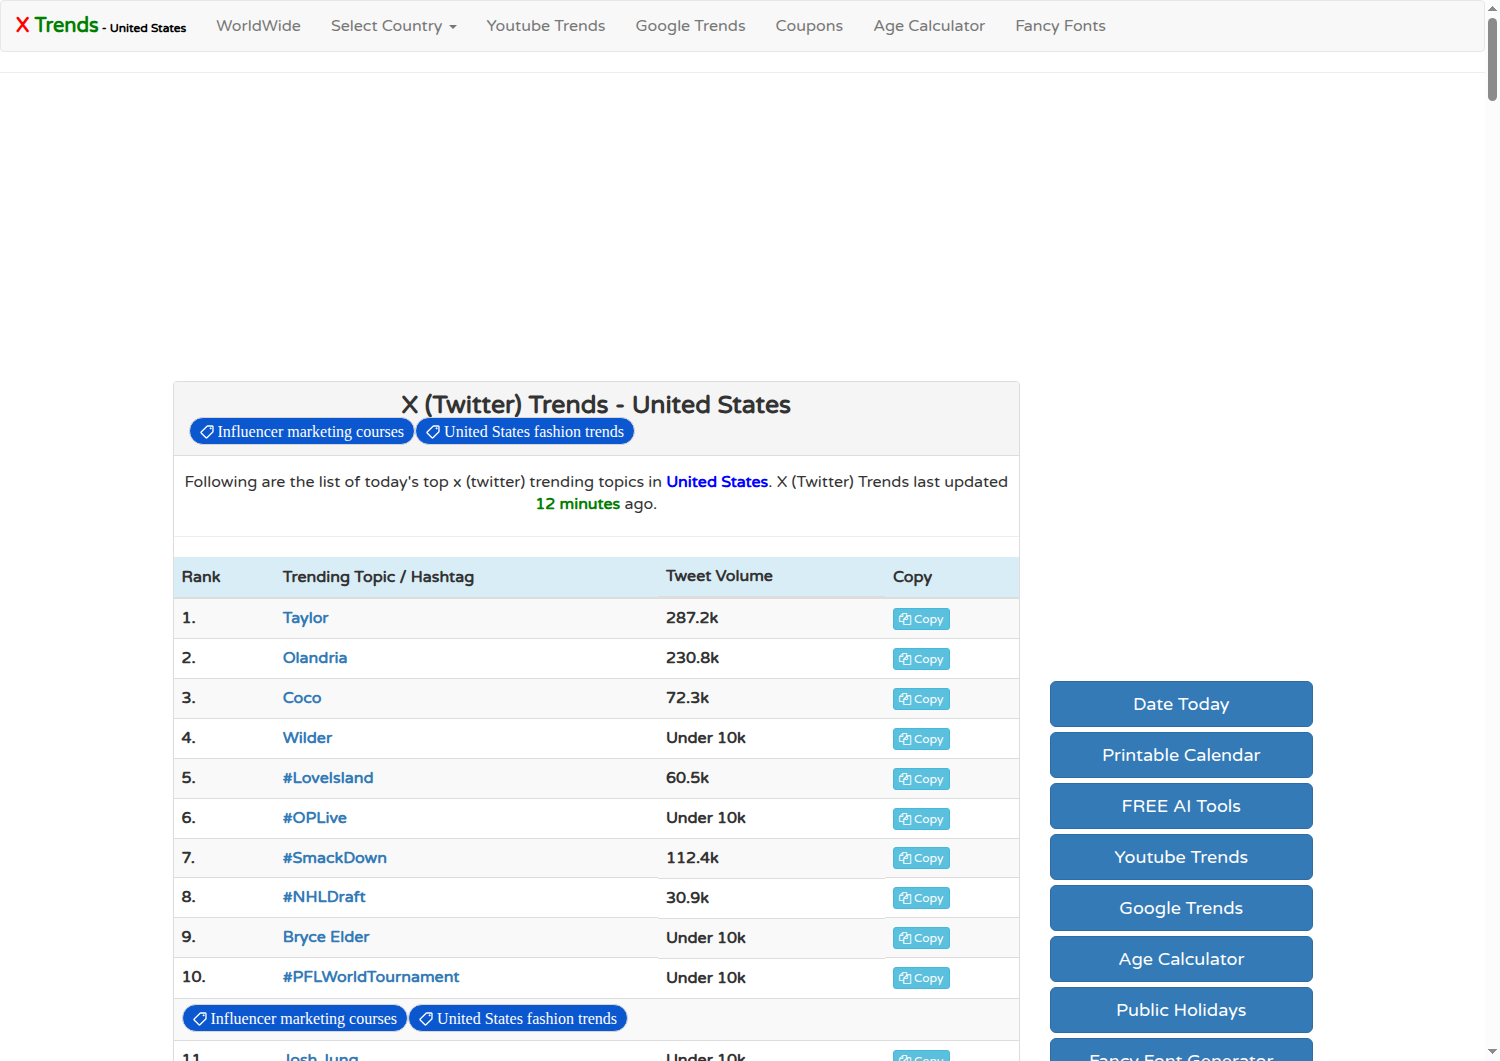 X Trends - United States WorldWide Select Country Youtube Trends Google Trends Coupons Age Calculator Fancy Fonts
X (Twitter) Trends - United States
Influencer marketing courses United States fashion trends
Following are the list of today's top x (twitter) trending topics in United States. X (Twitter) Trends last updated
12 minutes ago.
Rank Trending Topic / Hashtag Tweet Volume Copy
1. Taylor 287.2k Copy
2. Olandria 230.8k Copy
3. Coco 72.3k Copy
4. Wilder Under 10k Copy
5. #LoveIsland 60.5k Copy
6. #OPLive Under 10k Copy
7. #SmackDown 112.4k Copy
8. #NHLDraft 30.9k Copy
9. Bryce Elder Under 10k Copy
10. #PFLWorldTournament Under 10k Copy
Influencer marketing courses United States fashion trends
11. Josh Jung Under 10k Copy
Date Today
Printable Calendar
FREE AI Tools
Youtube Trends
Google Trends
Age Calculator
Public Holidays
Fancy Font Generator